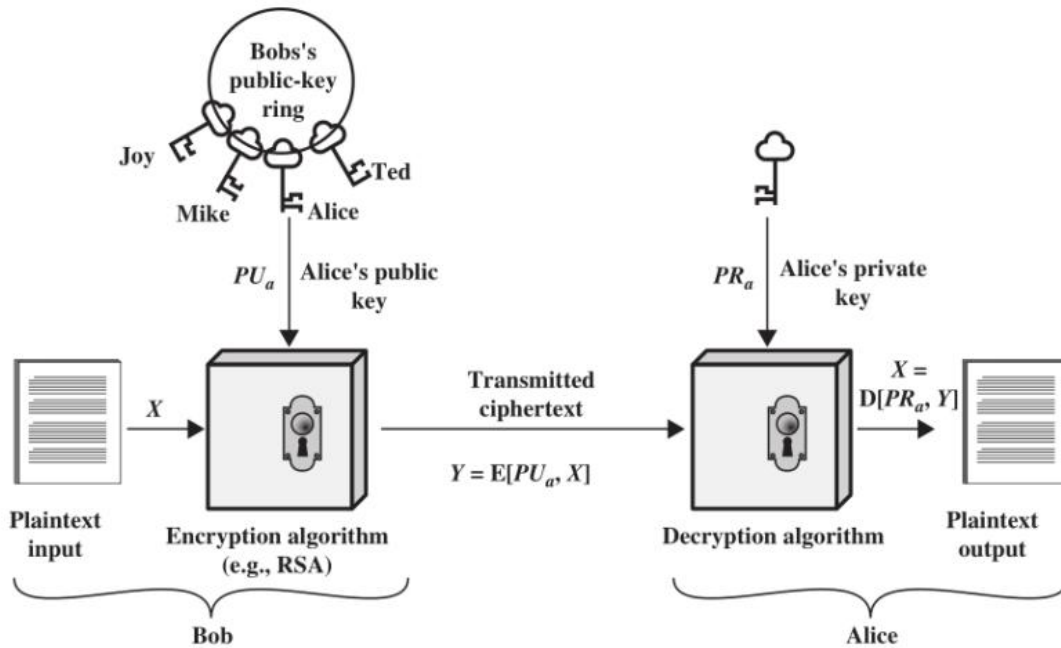 Bobs's
public-key
ring
Joy
Ted
Mike
Alice
PUₐ
Alice's public
key
PRₐ
Alice's private
key
X
Transmitted
ciphertext
X =
D[PRₐ, Y]
Y = E[PUₐ, X]
Plaintext
input
Encryption algorithm
(e.g., RSA)
Decryption algorithm
Plaintext
output
Bob
Alice